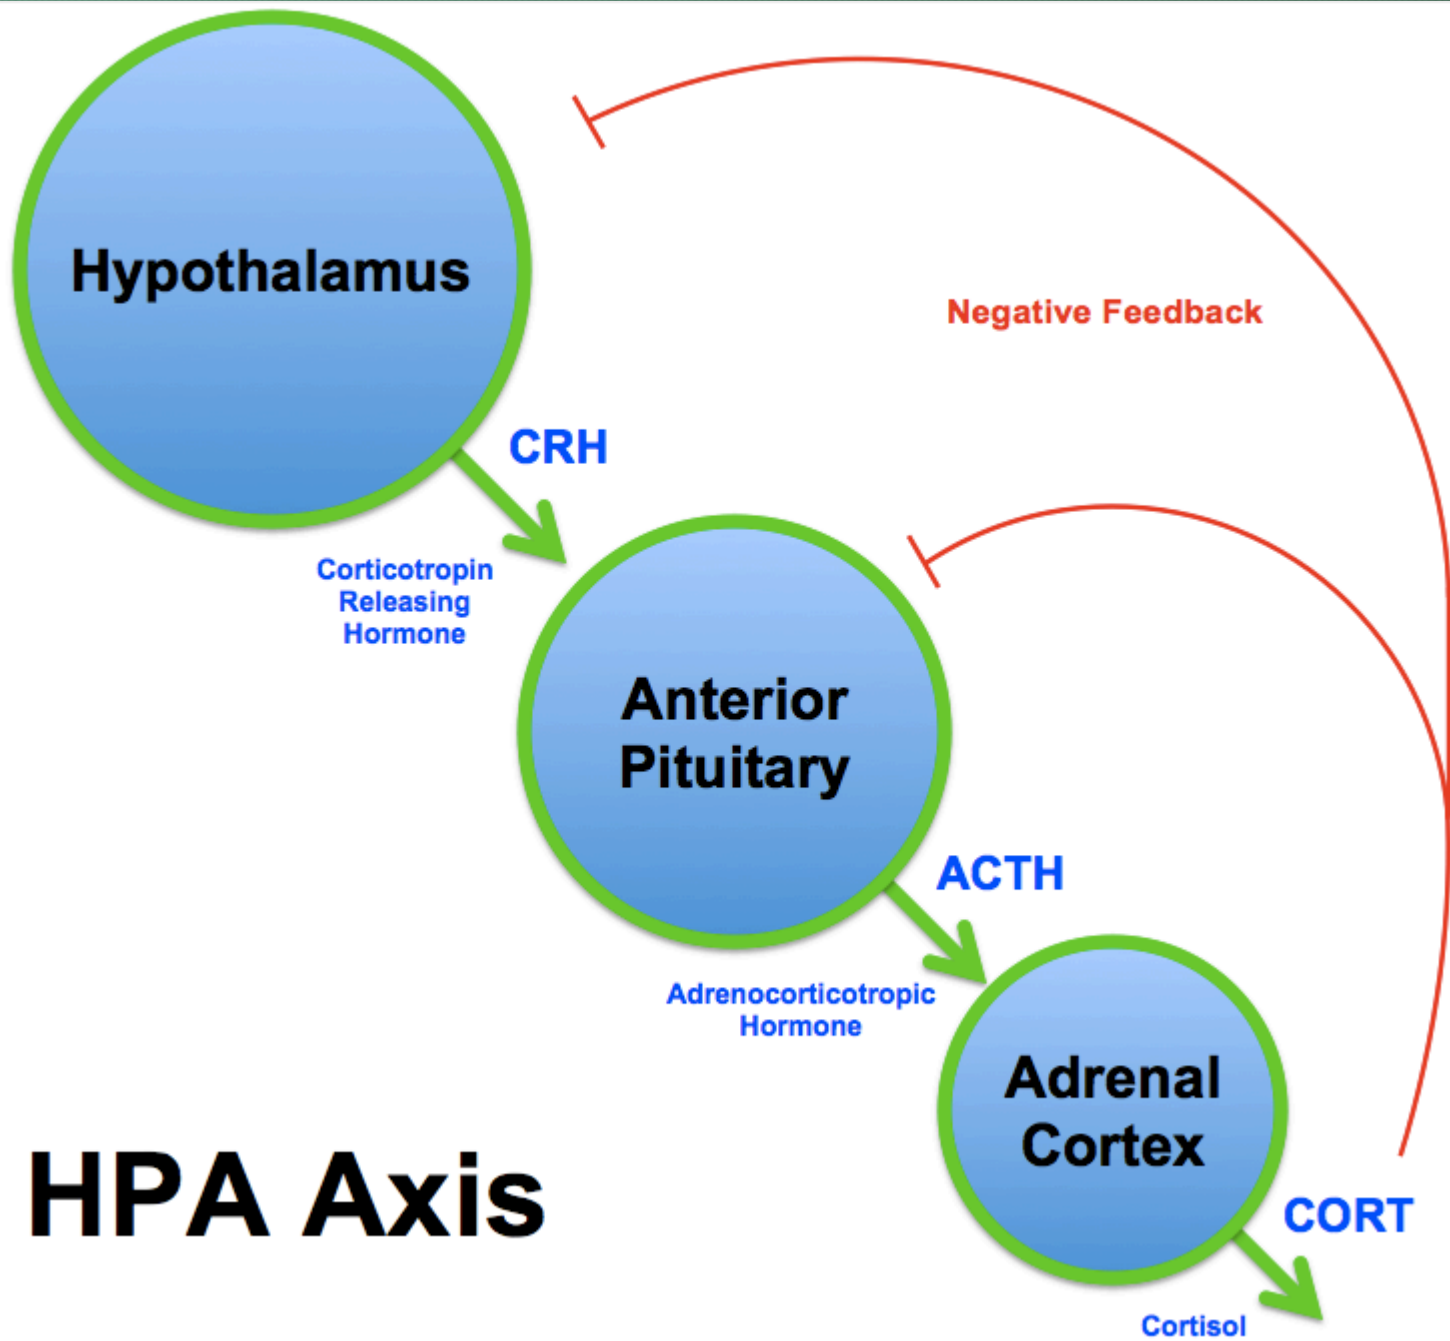 Hypothalamus
Negative Feedback
CRH
Corticotropin
Releasing
Hormone
Anterior
Pituitary
ACTH
Adrenocorticotropic
Hormone
Adrenal
Cortex
HPA Axis
CORT
Cortisol